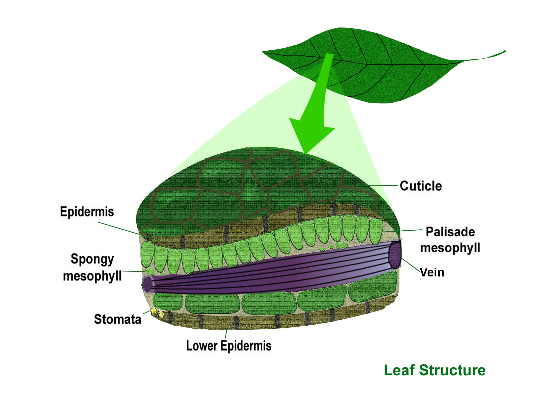 Cuticle
Epidermis
Palisade
mesophyll
Spongy
mesophyll
Vein
Stomata
Lower Epidermis
Leaf Structure